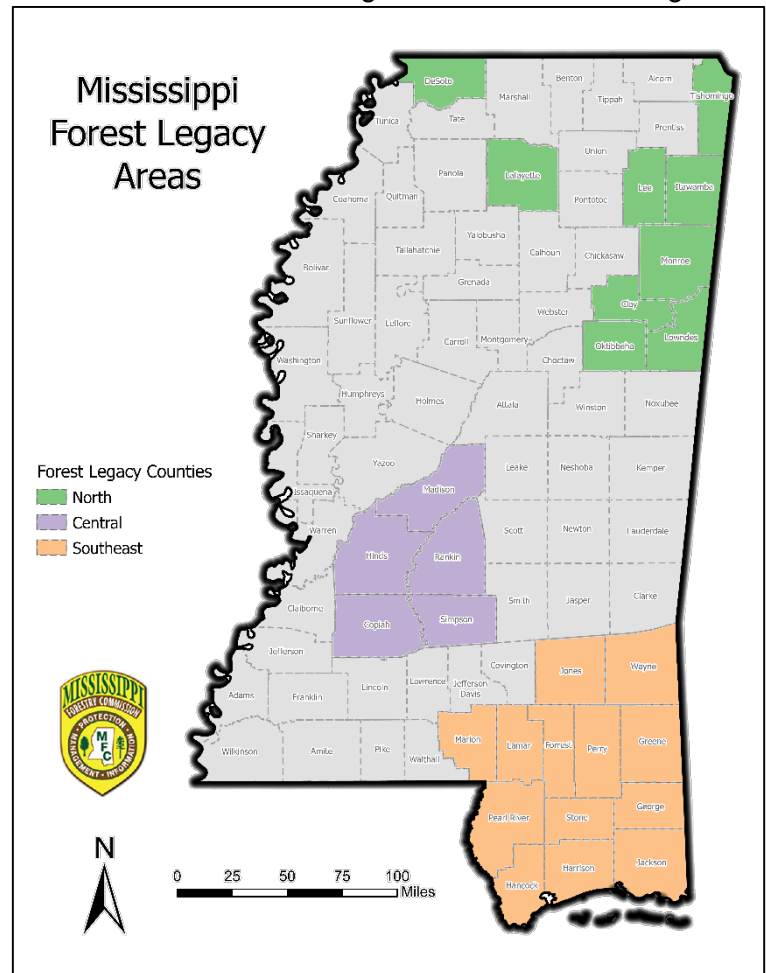 Mississippi
Forest Legacy
Areas
DeSoto
Benton
Alcorn
Tishomingo
Marshall
Tippah
Tunica
Tate
Prentiss
Union
Panola
Lafayette
Lee
Itawamba
Coahoma
Quitman
Pontotoc
Yalobusha
Tallahatchie
Calhoun
Chickasaw
Monroe
Bolivar
Grenada
Clay
Sunflower
Leflore
Webster
Lowndes
Washington
Carroll
Montgomery
Oktibbeha
Choctaw
Humphreys
Holmes
Attala
Winston
Noxubee
Sharkey
Yazoo
Leake
Neshoba
Kemper
Forest Legacy Counties
North
Central
Southeast
Issaquena
Madison
Warren
Hinds
Rankin
Scott
Newton
Lauderdale
Claiborne
Copiah
Simpson
Smith
Jasper
Clarke
Jefferson
Covington
Jones
Wayne
Adams
Franklin
Lincoln
Lawrence
Jefferson
Davis
Wilkinson
Amite
Pike
Walthall
Marion
Lamar
Forrest
Perry
Greene
MISSISSIPPI
FORESTRY COMMISSION
PROTECTION
MANAGEMENT
INFORMATION
M
F
C
George
Pearl River
Stone
Hancock
Harrison
Jackson
N
0 25 50 75 100
Miles